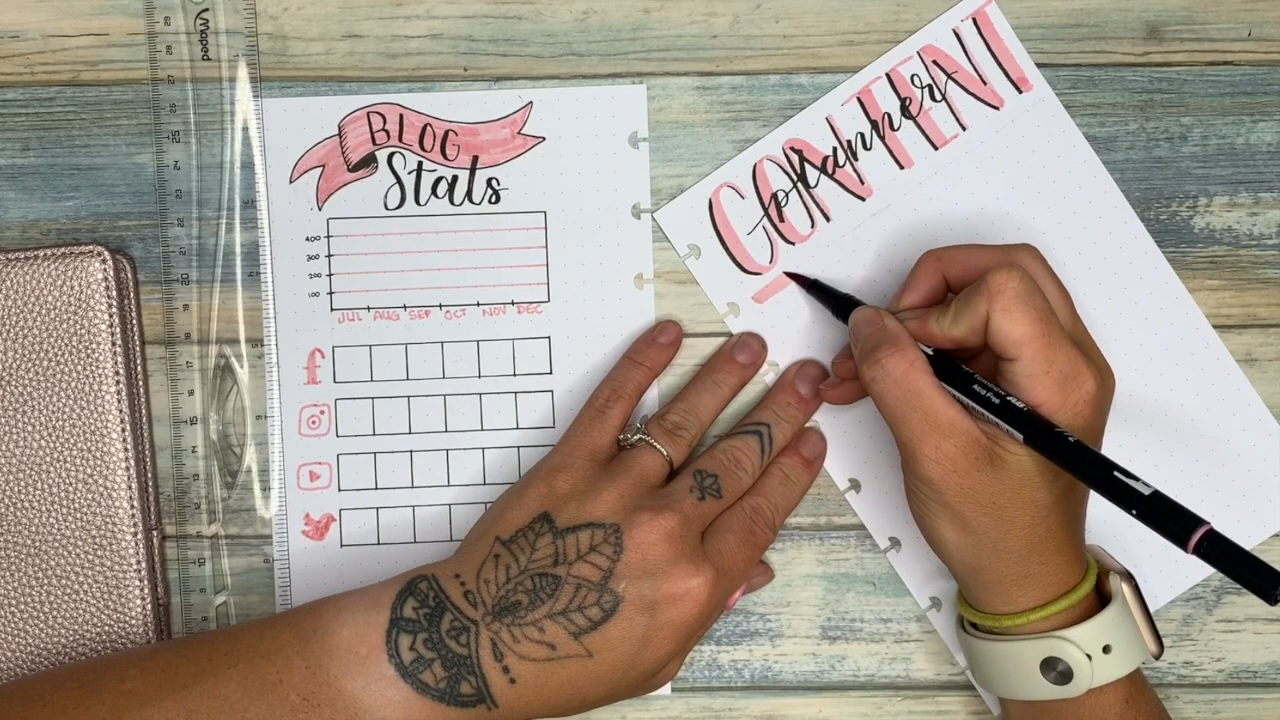 Maped
BLOG
Stats
400
300
200
100
JUL AUG SEP OCT NOV DEC
f
CONTENT
planner